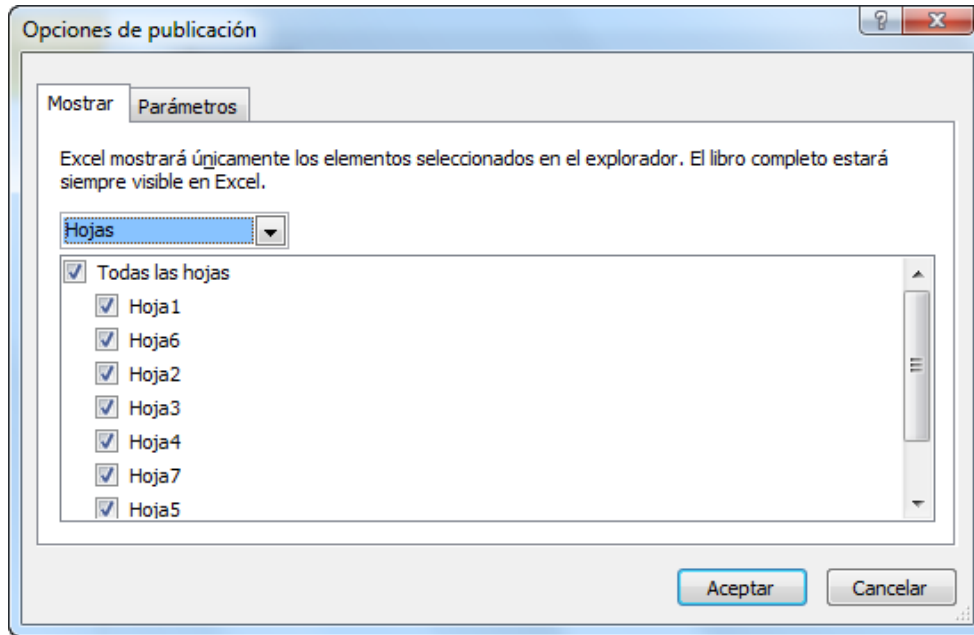 Opciones de publicación
Mostrar
Parámetros
Excel mostrará únicamente los elementos seleccionados en el explorador. El libro completo estará
siempre visible en Excel.
Hojas
Todas las hojas
Hoja1
Hoja6
Hoja2
Hoja3
Hoja4
Hoja7
Hoja5
Aceptar
Cancelar